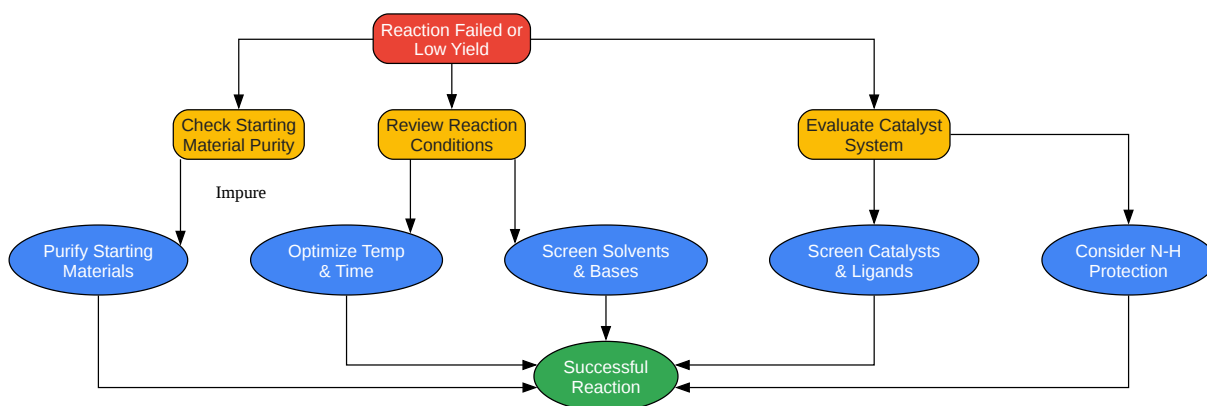 Reaction Failed or
Low Yield
Check Starting
Material Purity
Review Reaction
Conditions
Evaluate Catalyst
System
Impure
Purify Starting
Materials
Optimize Temp
& Time
Screen Solvents
& Bases
Screen Catalysts
& Ligands
Consider N-H
Protection
Successful
Reaction